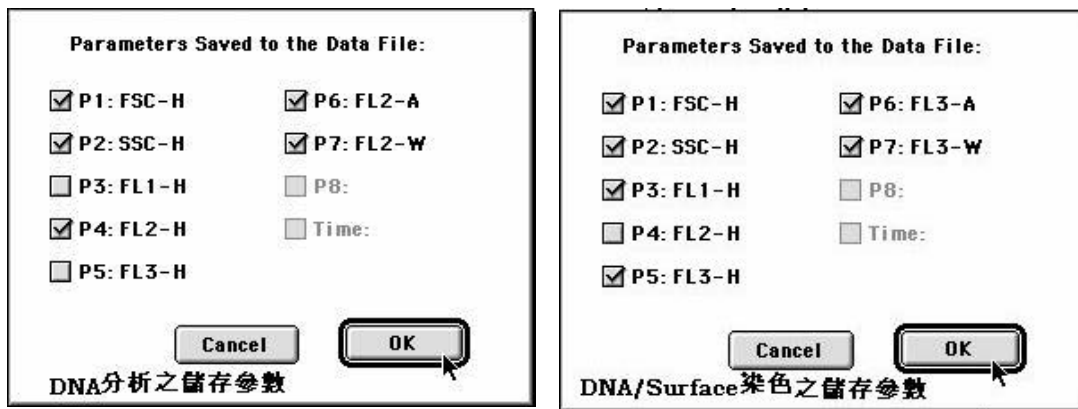 Parameters Saved to the Data File:
P1: FSC-H
P6: FL2-A
P2: SSC-H
P7: FL2-W
P3: FL1-H
P8:
P4: FL2-H
Time:
P5: FL3-H
Cancel
OK
DNA分析之儲存參數
Parameters Saved to the Data File:
P1: FSC-H
P6: FL3-A
P2: SSC-H
P7: FL3-W
P3: FL1-H
P8:
P4: FL2-H
Time:
P5: FL3-H
Cancel
OK
DNA/Surface染色之儲存參數